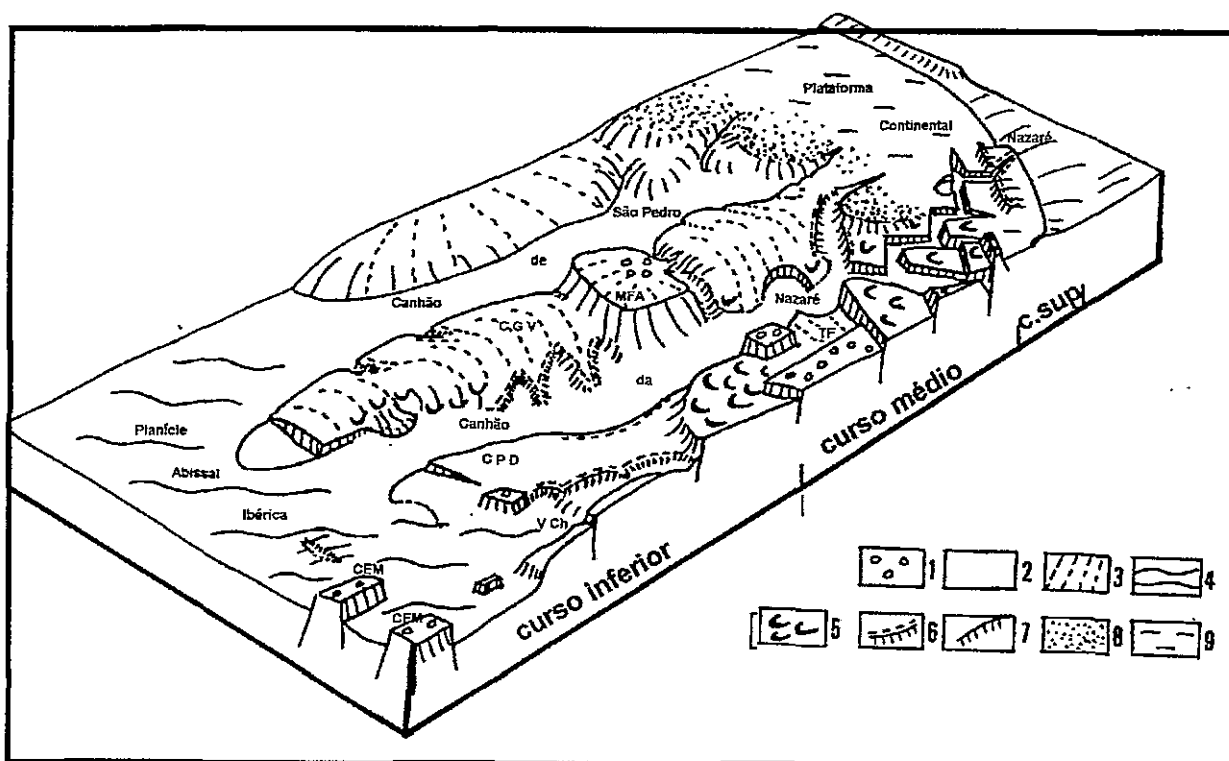 Plataforma
Continental
Nazaré
São Pedro
de
Canhão
MFA
Nazaré
C G V
TF
c.sup
da
curso médio
Planície
Canhão
C P D
Abissal
Ibérica
V Ch
CEM
curso inferior
CEM
1 2 3 4
5 6 7 8 9